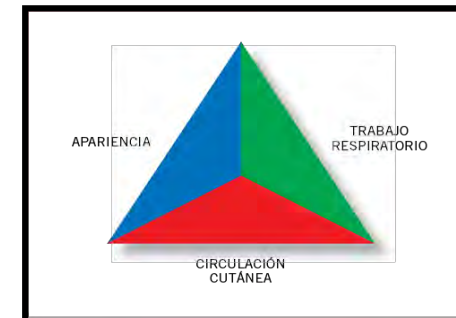 APARIENCIA
TRABAJO
RESPIRATORIO
CIRCULACIÓN
CUTÁNEA